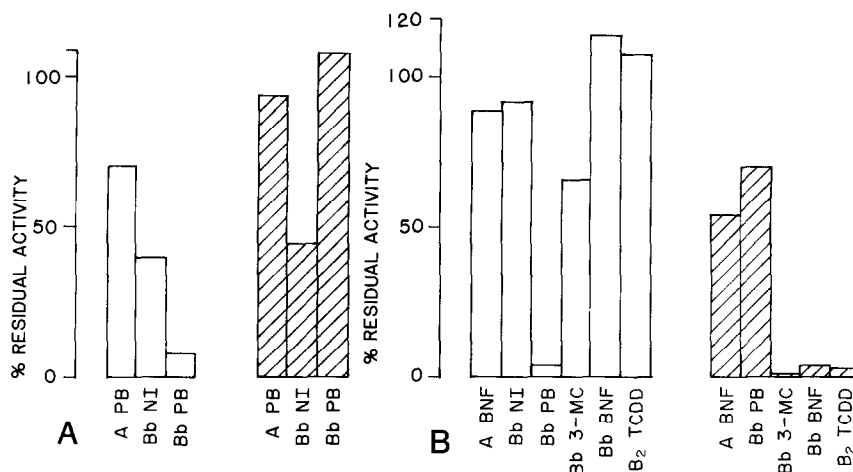 % RESIDUAL ACTIVITY
100
50
0
A PB
Bb NI
Bb PB
A PB
Bb NI
Bb PB
A
% RESIDUAL ACTIVITY
120
100
50
0
A BNF
Bb NI
Bb PB
Bb 3-MC
Bb BNF
B₂ TCDD
A BNF
Bb PB
Bb 3-MC
Bb BNF
B₂ TCDD
B